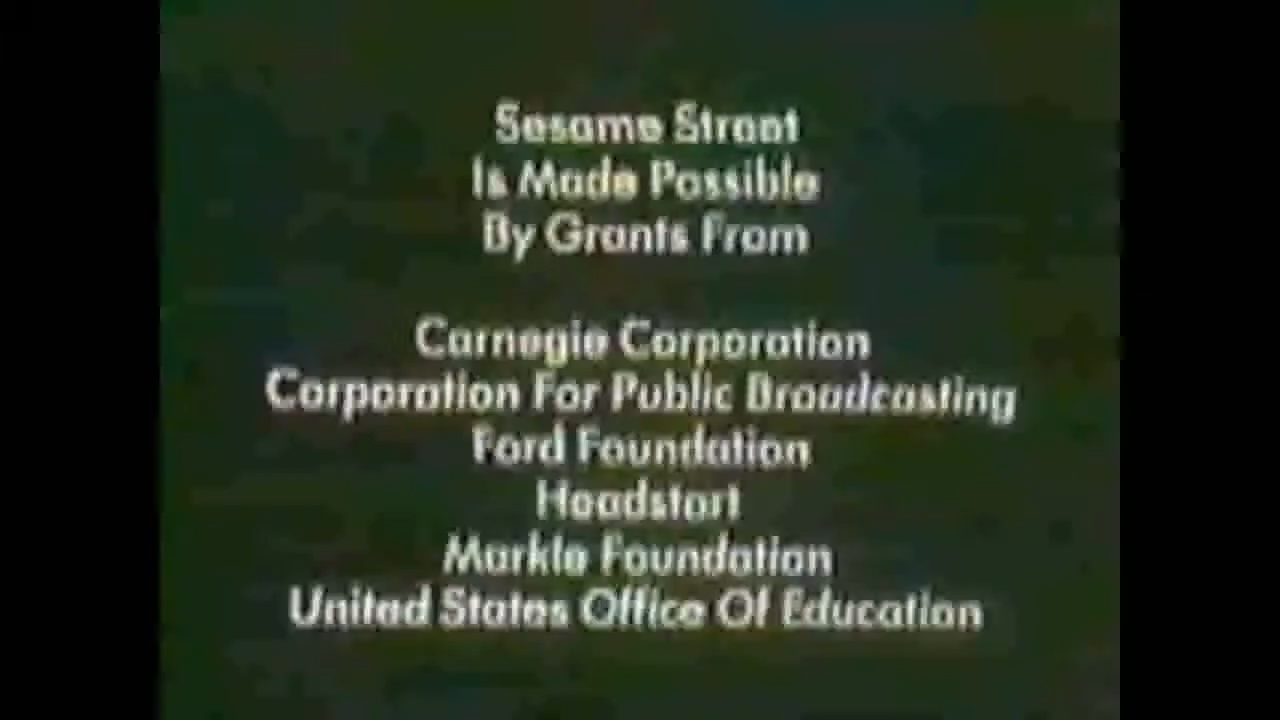 Sesame Street
Is Made Possible
By Grants From
Carnegie Corporation
Corporation For Public Broadcasting
Ford Foundation
Headstart
Markle Foundation
United States Office Of Education